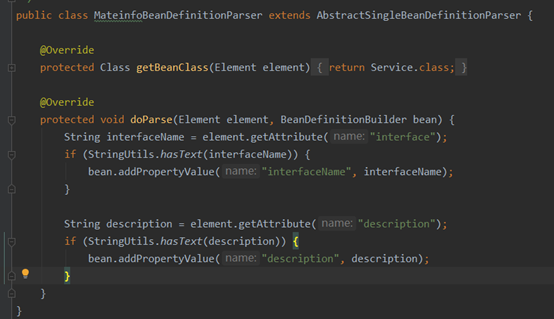 public class MateinfoBeanDefinitionParser extends AbstractSingleBeanDefinitionParser {
@Override
protected Class getBeanClass(Element element) { return Service.class; }
@Override
protected void doParse(Element element, BeanDefinitionBuilder bean) {
String interfaceName = element.getAttribute( name: "interface");
if (StringUtils.hasText(interfaceName)) {
bean.addPropertyValue( name: "interfaceName", interfaceName);
}
String description = element.getAttribute( name: "description");
if (StringUtils.hasText(description)) {
bean.addPropertyValue( name: "description", description);
}
}
}